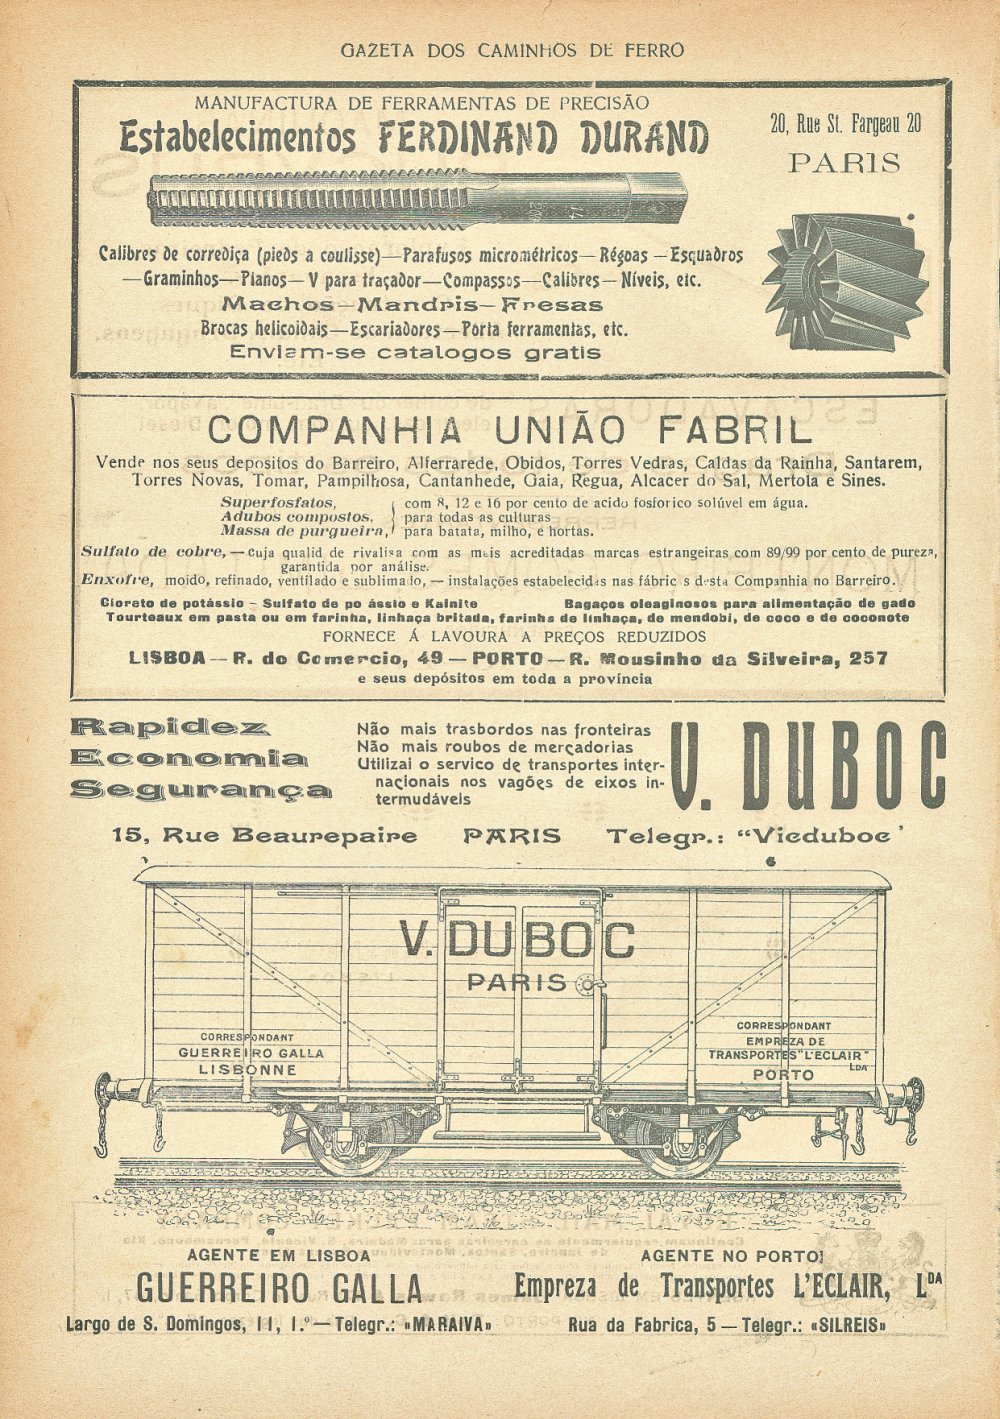 GAZETA DOS CAMINHOS DE FERRO
MANUFACTURA DE FERRAMENTAS DE PRECISÃO
Estabelecimentos FERDINAND DURAND
20, Rue St. Fargeau 20
PARIS
Calibres de corrediça (pieds a coulisse)—Parafusos micrométricos—Régoas—Esquadros
—Graminhos—Pianos—V para traçador—Compassos—Calibres—Níveis, etc.
Machos—Mandris—Fresas
Brocas helicoidais—Escariadores—Porta ferramentas, etc.
Enviam-se catalogos gratis
COMPANHIA UNIÃO FABRIL
Vende nos seus depositos do Barreiro, Alferrarede, Obidos, Torres Vedras, Caldas da Rainha, Santarem,
Torres Novas, Tomar, Pampilhosa, Cantanhede, Gaia, Regua, Alcacer do Sal, Mertola e Sines.
Superfosfatos, com 8, 12 e 16 por cento de acido fosforico solúvel em água.
Adubos compostos, para todas as culturas
Massa de purgueira, para batata, milho, e hortas.
Sulfato de cobre,—cuja qualid de rivalisa com as mais acreditadas marcas estrangeiras com 89/99 por cento de pureza,
garantida por análise.
Enxofre, moido, refinado, ventilado e sublimado, — instalações estabelecidas nas fábric s desta Companhia no Barreiro.
Clorato de potássio – Sulfato de po ássio e Kainite Bagaços oleaginosos para alimentação de gado
Tourteaux em pasta ou em farinha, linhaça britada, farinha de linhaça, de mendobi, de coco e de coconote
FORNECE Á LAVOURA A PREÇOS REDUZIDOS
LISBOA—R. do Comercio, 49—PORTO—R. Mousinho da Silveira, 257
e seus depósitos em toda a província
Rapidez
Economia
Segurança
Não mais trasbordos nas fronteiras
Não mais roubos de mercadorias
Utilizai o servico de transportes inter-
nacionais nos vagões de eixos in-
termudáveis
V. DUBOC
15, Rue Beaurepaire PARIS Telegr.: "Vieduboc'
V. DUBOC
PARIS
CORRESPONDANT
GUERREIRO GALLA
LISBONNE
CORRESPONDANT
EMPREZA DE
TRANSPORTES "L'ECLAIR"
LDA
PORTO
AGENTE EM LISBOA
GUERREIRO GALLA
Largo de S. Domingos, 11, 1.º—Telegr.: «MARAIVA»
AGENTE NO PORTO
Empreza de Transportes L'ECLAIR, LDA
Rua da Fabrica, 5—Telegr.: «SILREIS»